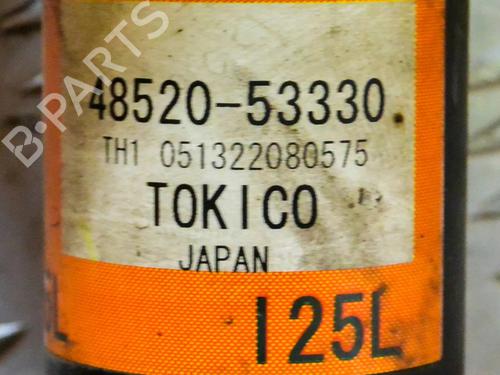 B-PARTS
48520-53330
TH1 051322080575
TOKICO
JAPAN
125L